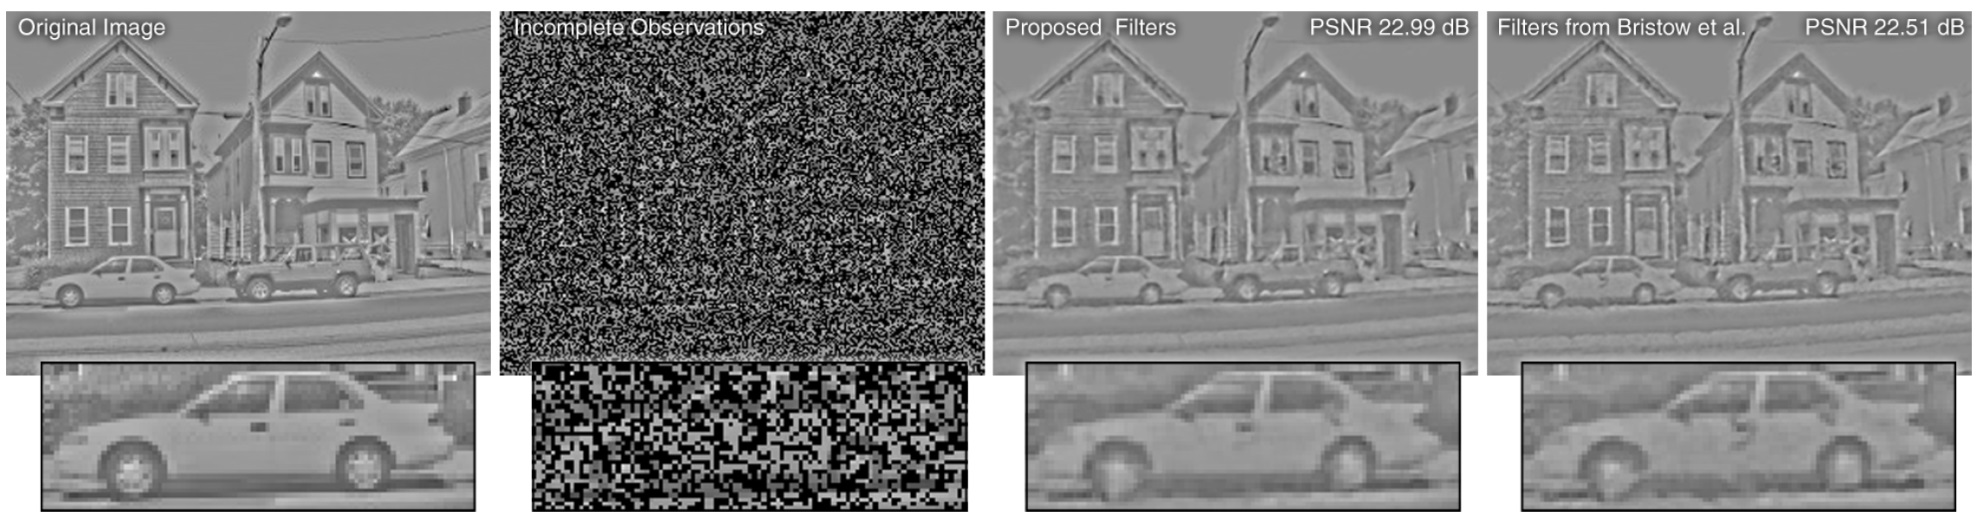 Original Image
Incomplete Observations
Proposed Filters PSNR 22.99 dB
Filters from Bristow et al. PSNR 22.51 dB